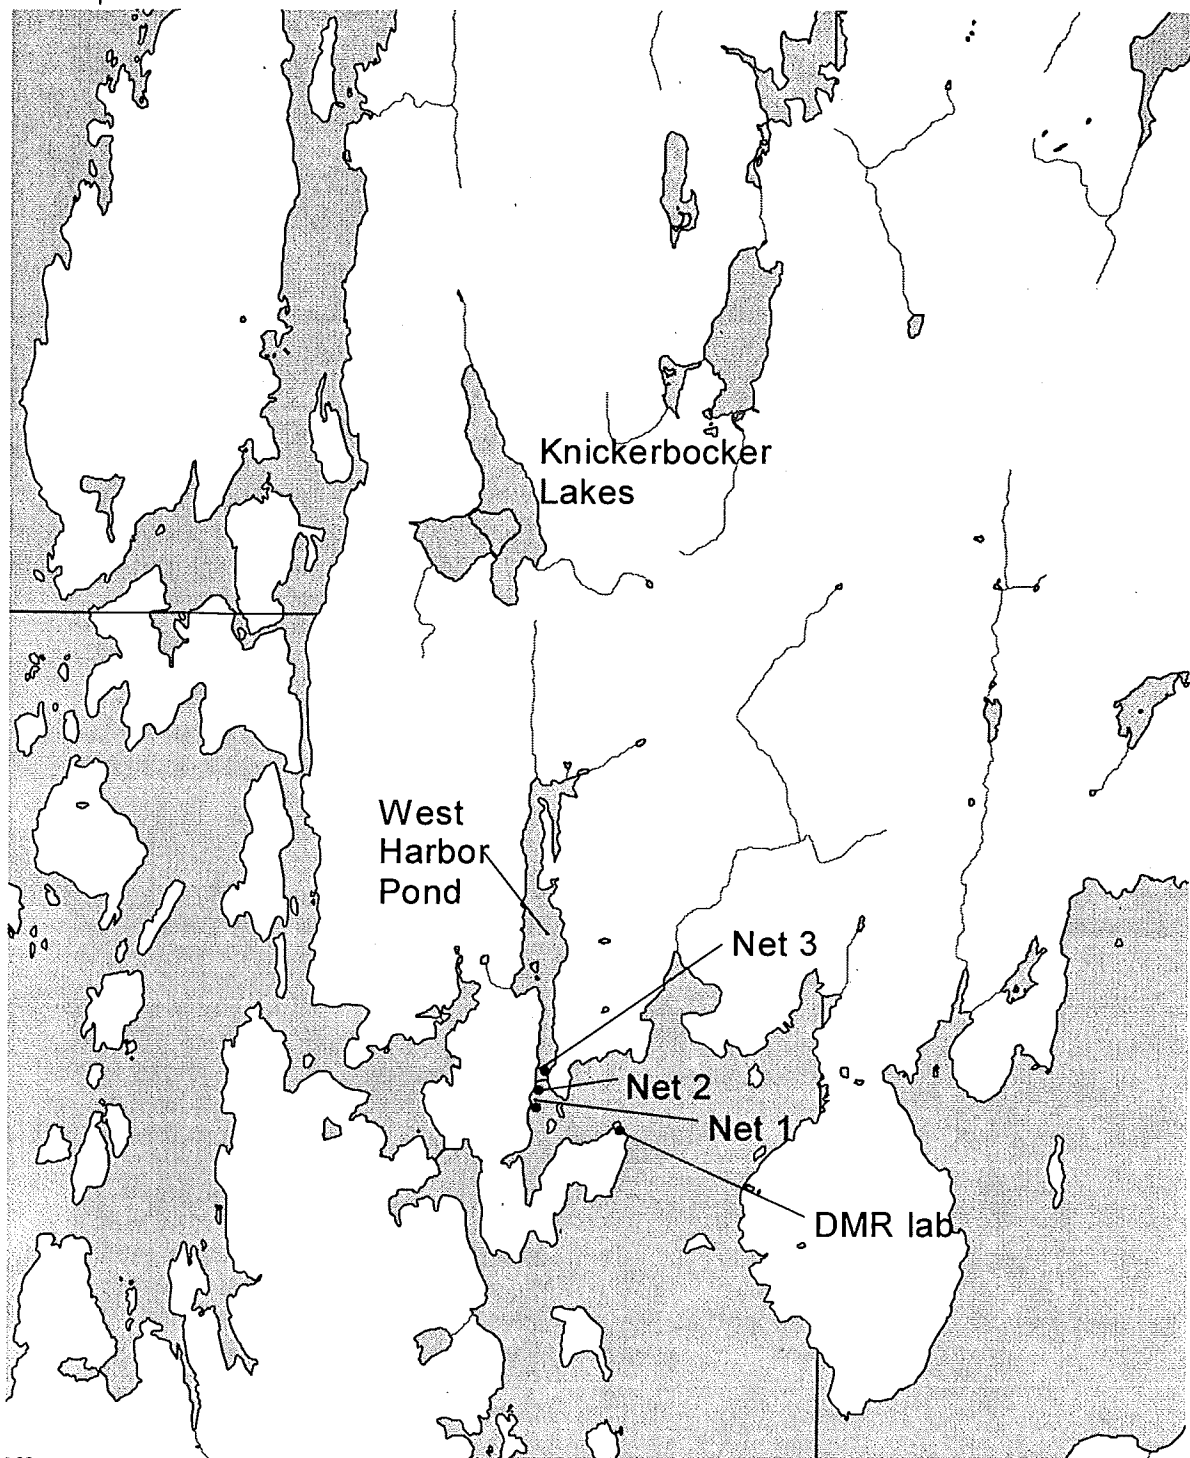 Knickerbocker
Lakes
West
Harbor
Pond
Net 3
Net 2
Net 1
DMR lab